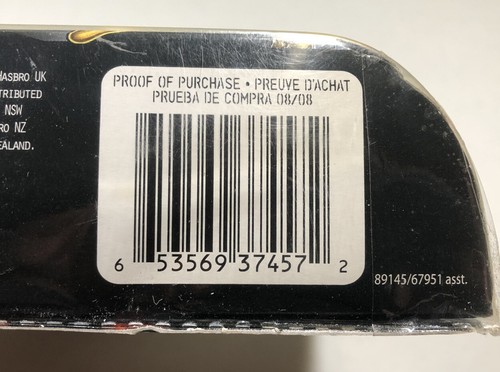 HASBRO UK
TRIBUTED
NSW
RO NZ
EALAND.
PROOF OF PURCHASE • PREUVE D'ACHAT
PRUEBA DE COMPRA 08/08
6 53569 37457 2
89145/67951 asst.